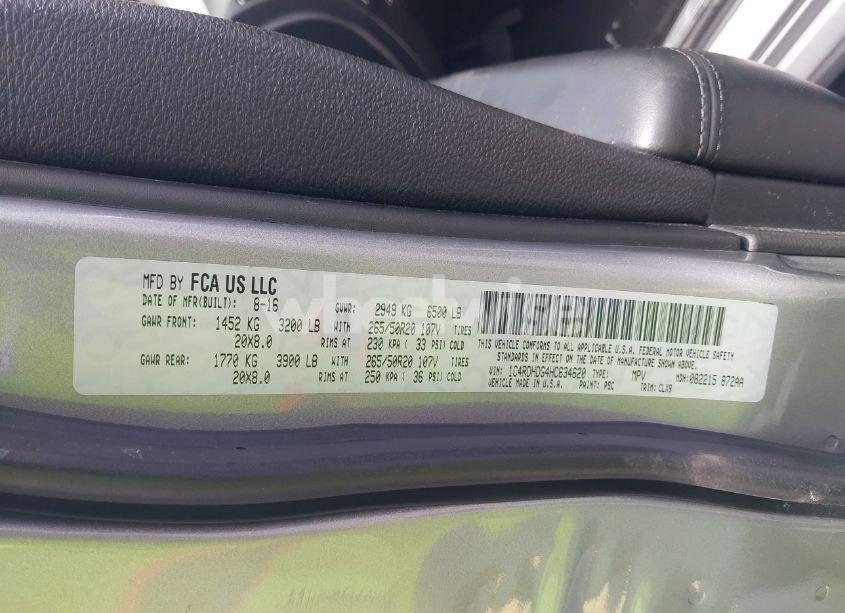 MFD BY FCA US LLC
DATE OF MFR(BUILT): 8-16 GVWR: 2949 KG 6500 LB
GAWR FRONT: 1452 KG 3200 LB WITH 265/50R20 107V TIRES
20X8.0 RIMS AT 230 KPA ( 33 PSI) COLD
GAWR REAR: 1770 KG 3900 LB WITH 265/50R20 107V TIRES
20X8.0 RIMS AT 250 KPA ( 36 PSI) COLD
THIS VEHICLE CONFORMS TO ALL APPLICABLE U.S.A. FEDERAL MOTOR VEHICLE SAFETY
STANDARDS IN EFFECT ON THE DATE OF MANUFACTURE SHOWN ABOVE.
VIN: 1C4RDHDG4HC634620 TYPE: MPV MDH: 082215 872AA
VEHICLE MADE IN U.S.A. PAINT: PSC TRIM: CLX9